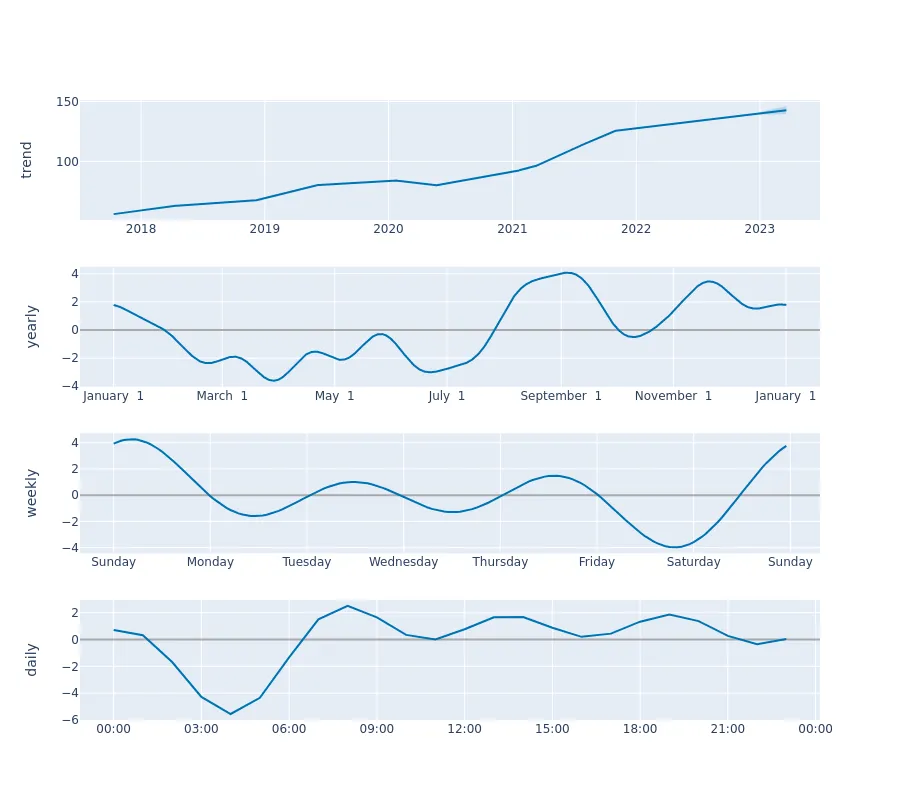 trend
150
100
2018 2019 2020 2021 2022 2023
yearly
4
2
0
−2
−4
January 1 March 1 May 1 July 1 September 1 November 1 January 1
weekly
4
2
0
−2
−4
Sunday Monday Tuesday Wednesday Thursday Friday Saturday Sunday
daily
2
0
−2
−4
−6
00:00 03:00 06:00 09:00 12:00 15:00 18:00 21:00 00:00